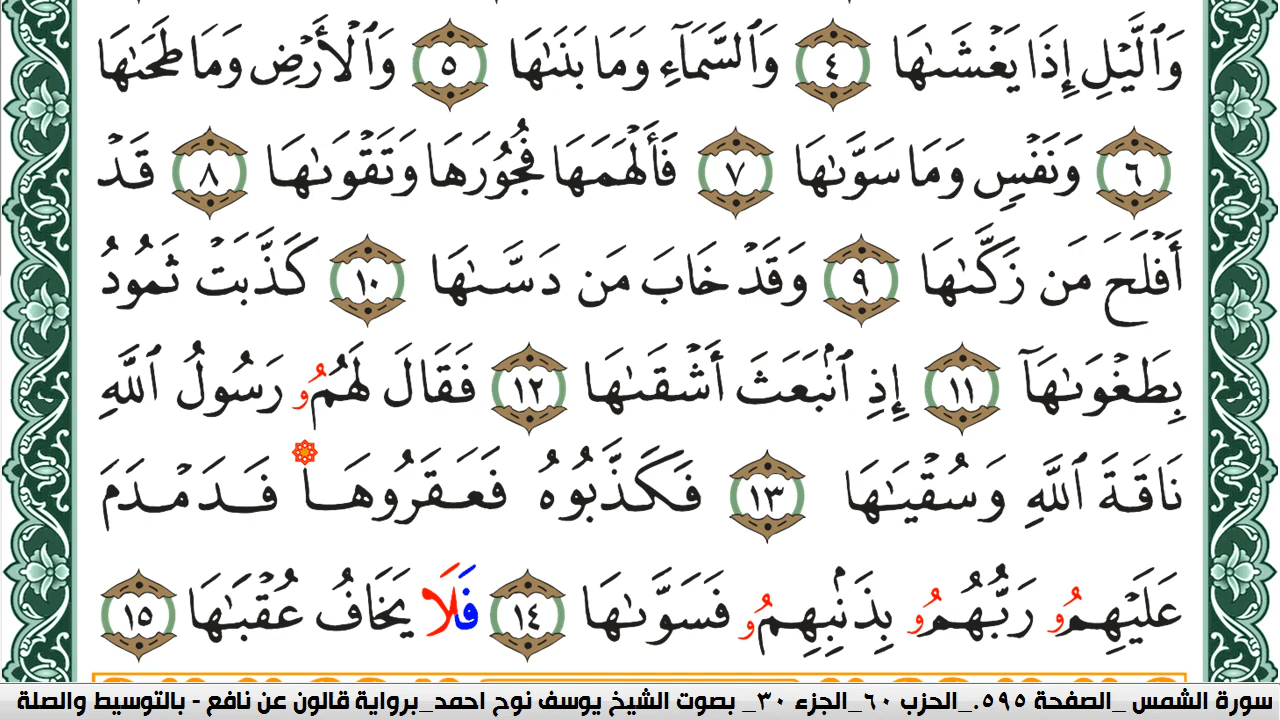 وَٱلَّيْلِ إِذَا يَغْشَىٰهَا ٤ وَٱلسَّمَآءِ وَمَا بَنَىٰهَا ٥ وَٱلْأَرْضِ وَمَا طَحَىٰهَا
٦ وَنَفْسٍ وَمَا سَوَّىٰهَا ٧ فَأَلْهَمَهَا فُجُورَهَا وَتَقْوَىٰهَا ٨ قَدْ
أَفْلَحَ مَن زَكَّىٰهَا ٩ وَقَدْ خَابَ مَن دَسَّىٰهَا ١٠ كَذَّبَتْ ثَمُودُ
بِطَغْوَىٰهَآ ١١ إِذِ ٱنۢبَعَثَ أَشْقَىٰهَا ١٢ فَقَالَ لَهُمُۥ رَسُولُ ٱللَّهِ
نَاقَةَ ٱللَّهِ وَسُقْيَىٰهَا ١٣ فَكَذَّبُوهُ فَعَقَرُوهَا ۞ فَدَمْدَمَ
عَلَيْهِمُۥ رَبُّهُمُۥ بِذَنۢبِهِمُۥ فَسَوَّىٰهَا ١٤ فَلَا يَخَافُ عُقْبَىٰهَا ١٥
سورة الشمس _الصفحة ٥٩٥._الحزب ٦٠_الجزء ٣٠_ بصوت الشيخ يوسف نوح احمد_برواية قالون عن نافع - بالتوسيط والصلة